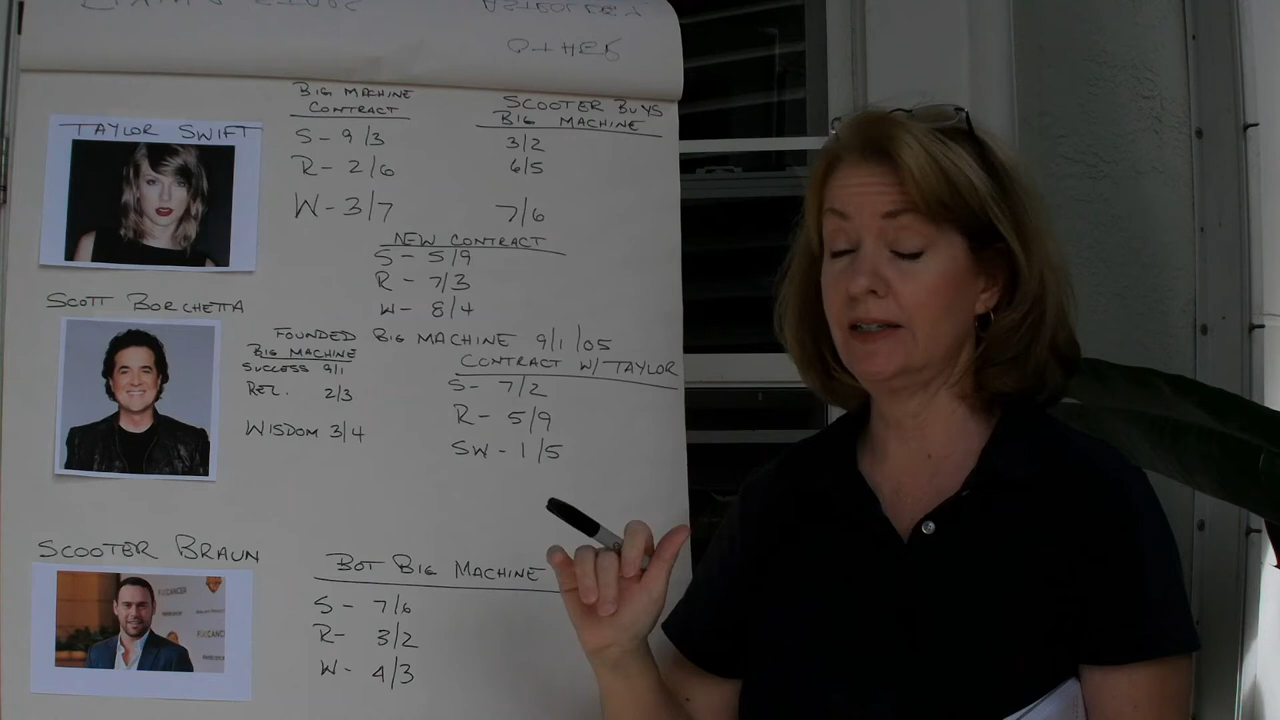 OTHER
BIG MACHINE
CONTRACT
SCOOTER BUYS
BIG MACHINE
TAYLOR SWIFT
S - 9/3
3/2
R - 2/6
6/5
W - 3/7
7/6
NEW CONTRACT
S - 5/9
R - 7/3
W - 8/4
SCOTT BORCHETTA
FOUNDED BIG MACHINE 9/1/05
BIG MACHINE
CONTRACT W/ TAYLOR
SUCCESS 9/1
S - 7/2
REL. 2/3
R - 5/9
WISDOM 3/4
SW - 1/5
SCOOTER BRAUN
BOT BIG MACHINE
S - 7/6
R - 3/2
W - 4/3